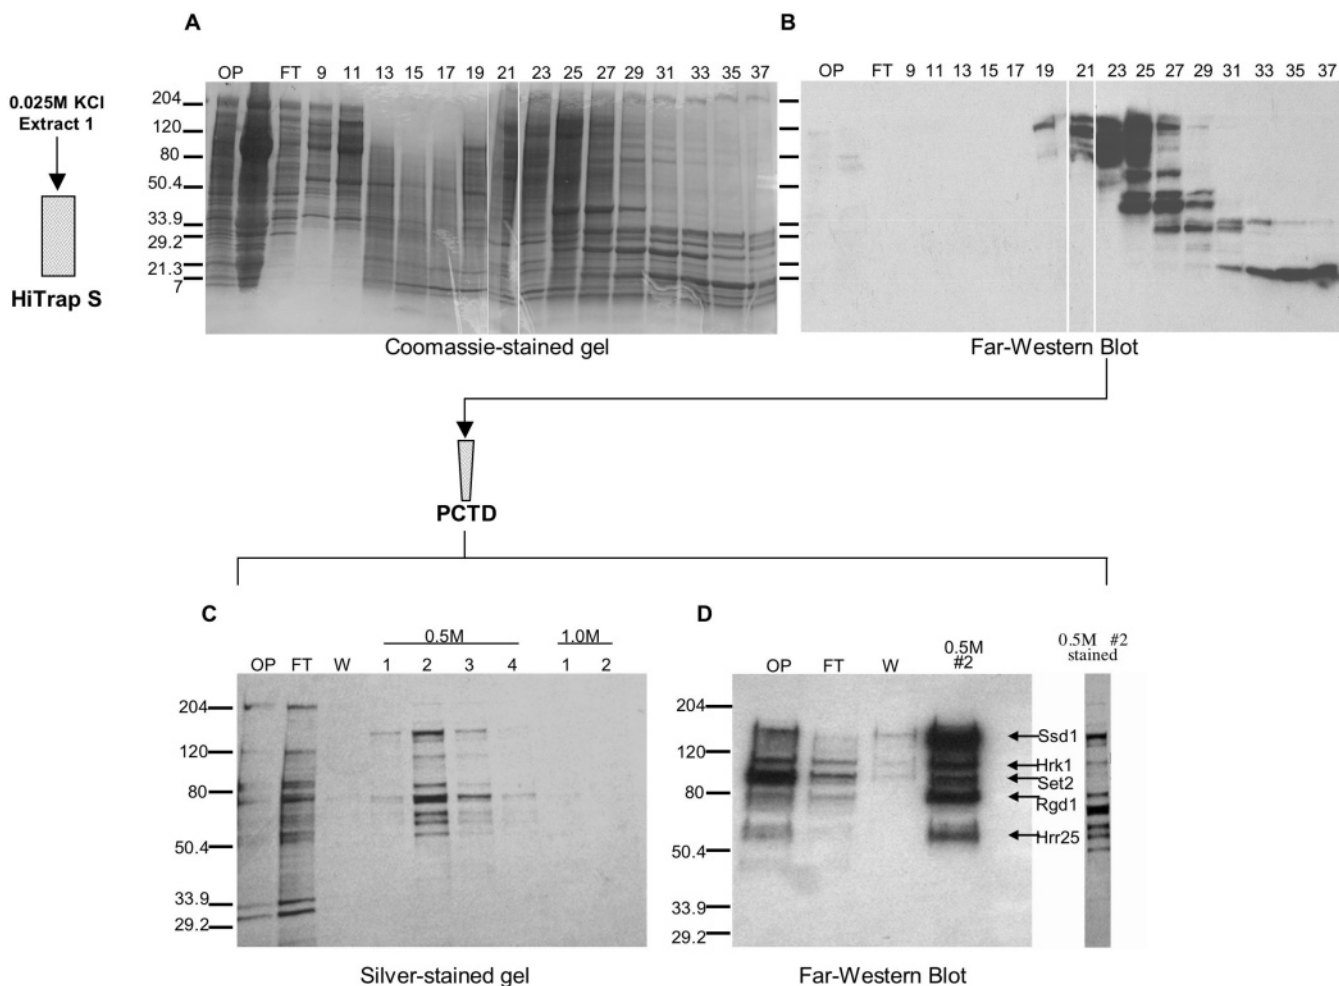 A
B
OP FT 9 11 13 15 17 19 21 23 25 27 29 31 33 35 37
OP FT 9 11 13 15 17 19 21 23 25 27 29 31 33 35 37
0.025M KCl
Extract 1
HiTrap S
204
120
80
50.4
33.9
29.2
21.3
7
Coomassie-stained gel
Far-Western Blot
PCTD
C
0.5M 1.0M
OP FT W 1 2 3 4 1 2
204
120
80
50.4
33.9
29.2
Silver-stained gel
D
0.5M
OP FT W #2
0.5M #2
stained
204
120
80
50.4
33.9
29.2
Ssd1
Hrk1
Set2
Rgd1
Hrr25
Far-Western Blot